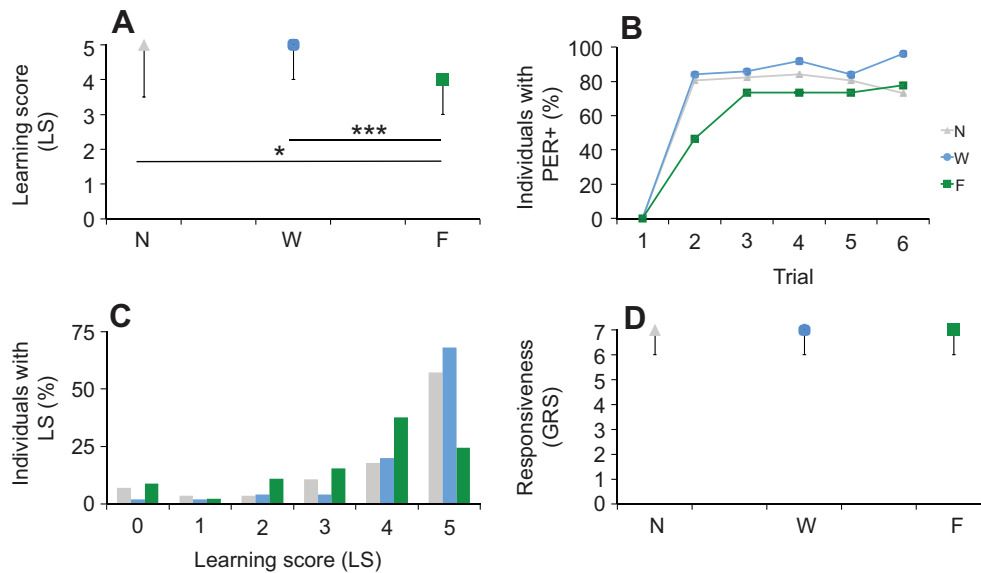 A
Learning score
(LS)
5
4
3
2
1
0
***
*
N W F
B
Individuals with
PER+ (%)
100
80
60
40
20
0
1 2 3 4 5 6
Trial
N
W
F
C
Individuals with
LS (%)
75
50
25
0
0 1 2 3 4 5
Learning score (LS)
D
Responsiveness
(GRS)
7
6
5
4
3
2
1
0
N W F